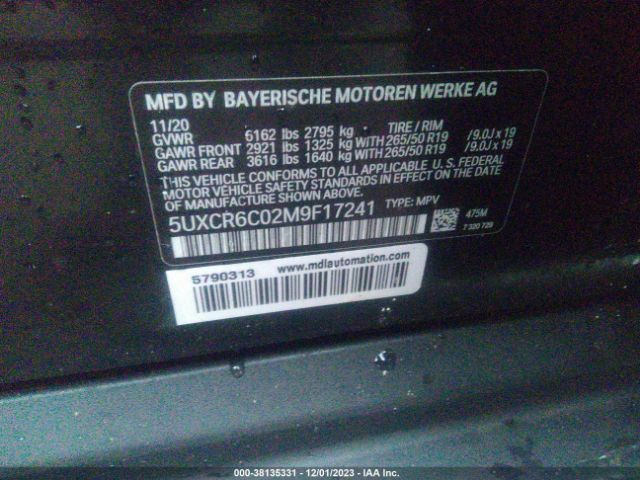 MFD BY BAYERISCHE MOTOREN WERKE AG
11/20
GVWR 6162 lbs 2795 kg TIRE / RIM
GAWR FRONT 2921 lbs 1325 kg WITH 265/50 R19 /9.0J x 19
GAWR REAR 3616 lbs 1640 kg WITH 265/50 R19 /9.0J x 19
THIS VEHICLE CONFORMS TO ALL APPLICABLE U.S. FEDERAL
MOTOR VEHICLE SAFETY STANDARDS IN EFFECT ON THE DATE
OF MANUFACTURE SHOWN ABOVE.
5UXCR6C02M9F17241 TYPE: MPV
475M
7 320 729
5790313 www.mdlautomation.com
000-38135331 - 12/01/2023 - IAA Inc.